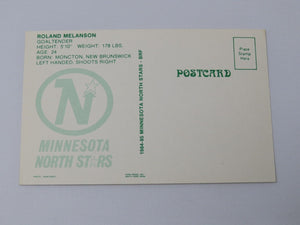 ROLAND MELANSON
GOALTENDER
HEIGHT: 5'10" WEIGHT: 178 LBS.
AGE: 24
BORN: MONCTON, NEW BRUNSWICK
LEFT HANDED, SHOOTS RIGHT
N
MINNESOTA
NORTH STARS
1984-85 MINNESOTA NORTH STARS - BRF
POSTCARD
Place
Stamp
Here